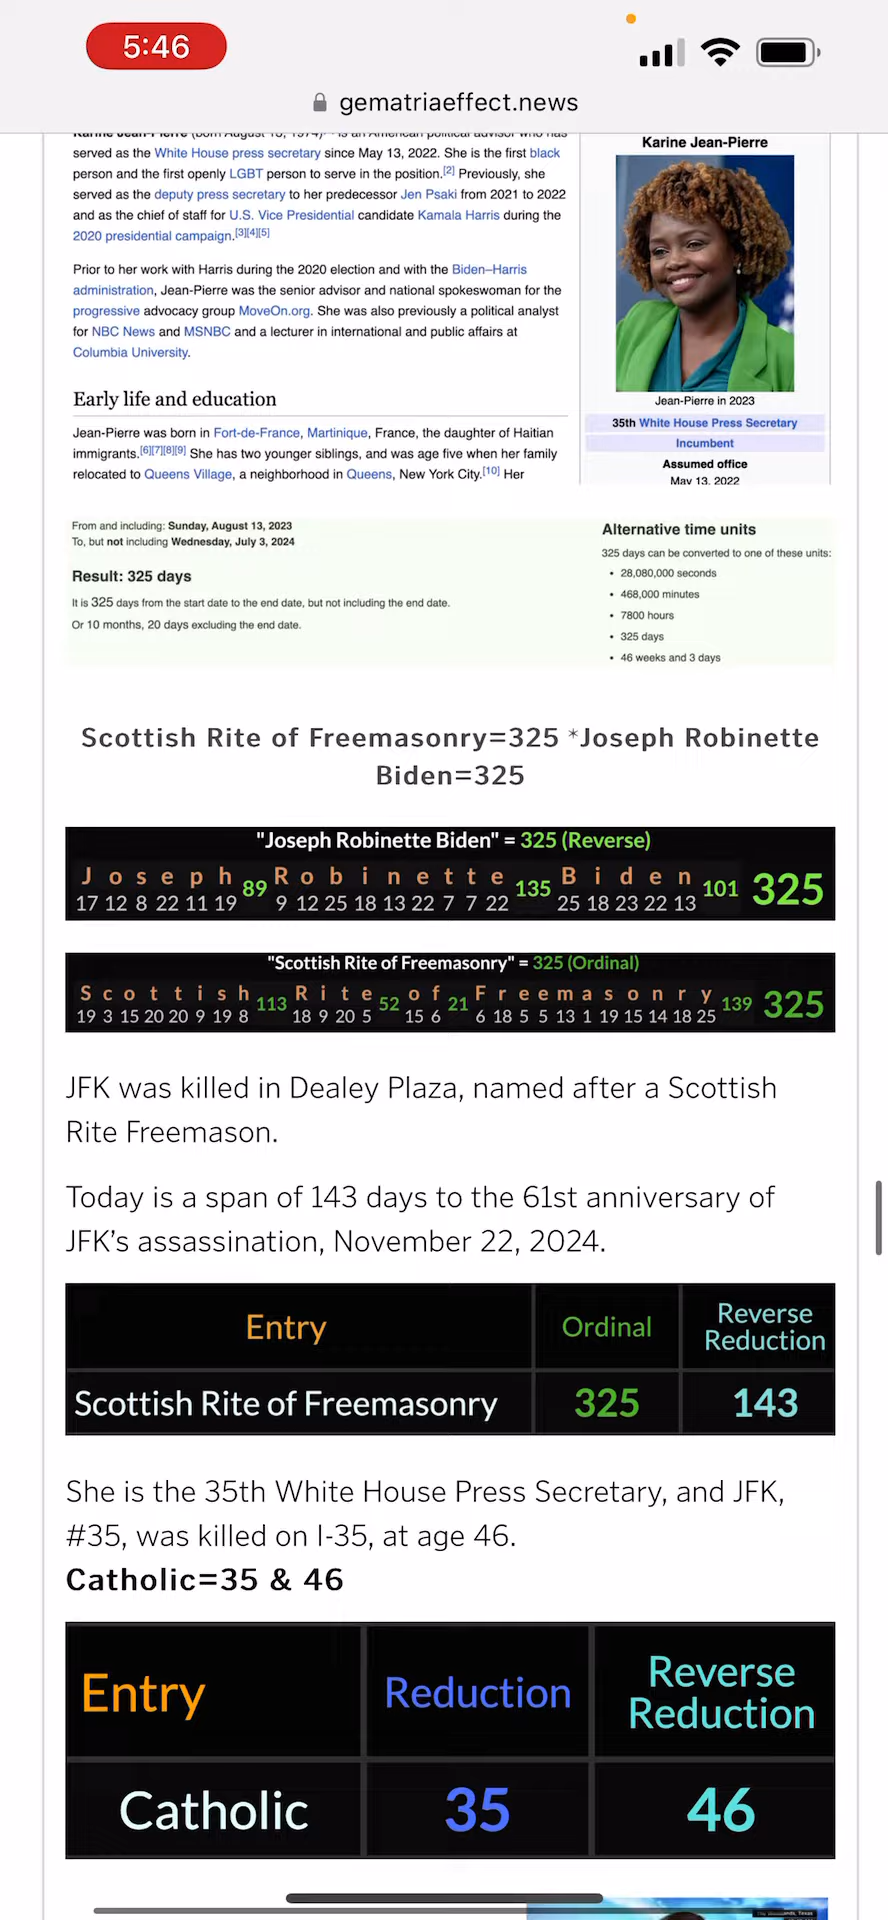 5:46
gematriaeffect.news
Karine Jean-Pierre (born August 13, 1974) is an American political advisor who has
served as the White House press secretary since May 13, 2022. She is the first black
person and the first openly LGBT person to serve in the position.[2] Previously, she
served as the deputy press secretary to her predecessor Jen Psaki from 2021 to 2022
and as the chief of staff for U.S. Vice Presidential candidate Kamala Harris during the
2020 presidential campaign.[3][4][5]
Prior to her work with Harris during the 2020 election and with the Biden–Harris
administration, Jean-Pierre was the senior advisor and national spokeswoman for the
progressive advocacy group MoveOn.org. She was also previously a political analyst
for NBC News and MSNBC and a lecturer in international and public affairs at
Columbia University.
Early life and education
Jean-Pierre was born in Fort-de-France, Martinique, France, the daughter of Haitian
immigrants.[6][7][8][9] She has two younger siblings, and was age five when her family
relocated to Queens Village, a neighborhood in Queens, New York City.[10] Her
Karine Jean-Pierre
Jean-Pierre in 2023
35th White House Press Secretary
Incumbent
Assumed office
May 13, 2022
From and including: Sunday, August 13, 2023
To, but not including Wednesday, July 3, 2024
Result: 325 days
It is 325 days from the start date to the end date, but not including the end date.
Or 10 months, 20 days excluding the end date.
Alternative time units
325 days can be converted to one of these units:
• 28,080,000 seconds
• 468,000 minutes
• 7800 hours
• 325 days
• 46 weeks and 3 days
Scottish Rite of Freemasonry=325 *Joseph Robinette
Biden=325
"Joseph Robinette Biden" = 325 (Reverse)
J o s e p h 89 R o b i n e t t e 135 B i d e n 101 325
17 12 8 22 11 19 9 12 25 18 13 22 7 7 22 25 18 23 22 13
"Scottish Rite of Freemasonry" = 325 (Ordinal)
S c o t t i s h 113 R i t e 52 o f 21 F r e e m a s o n r y 139 325
19 3 15 20 20 9 19 8 18 9 20 5 15 6 6 18 5 5 13 1 19 15 14 18 25
JFK was killed in Dealey Plaza, named after a Scottish
Rite Freemason.
Today is a span of 143 days to the 61st anniversary of
JFK’s assassination, November 22, 2024.
Entry Ordinal Reverse
Reduction
Scottish Rite of Freemasonry 325 143
She is the 35th White House Press Secretary, and JFK,
#35, was killed on I-35, at age 46.
Catholic=35 & 46
Entry Reduction Reverse
Reduction
Catholic 35 46